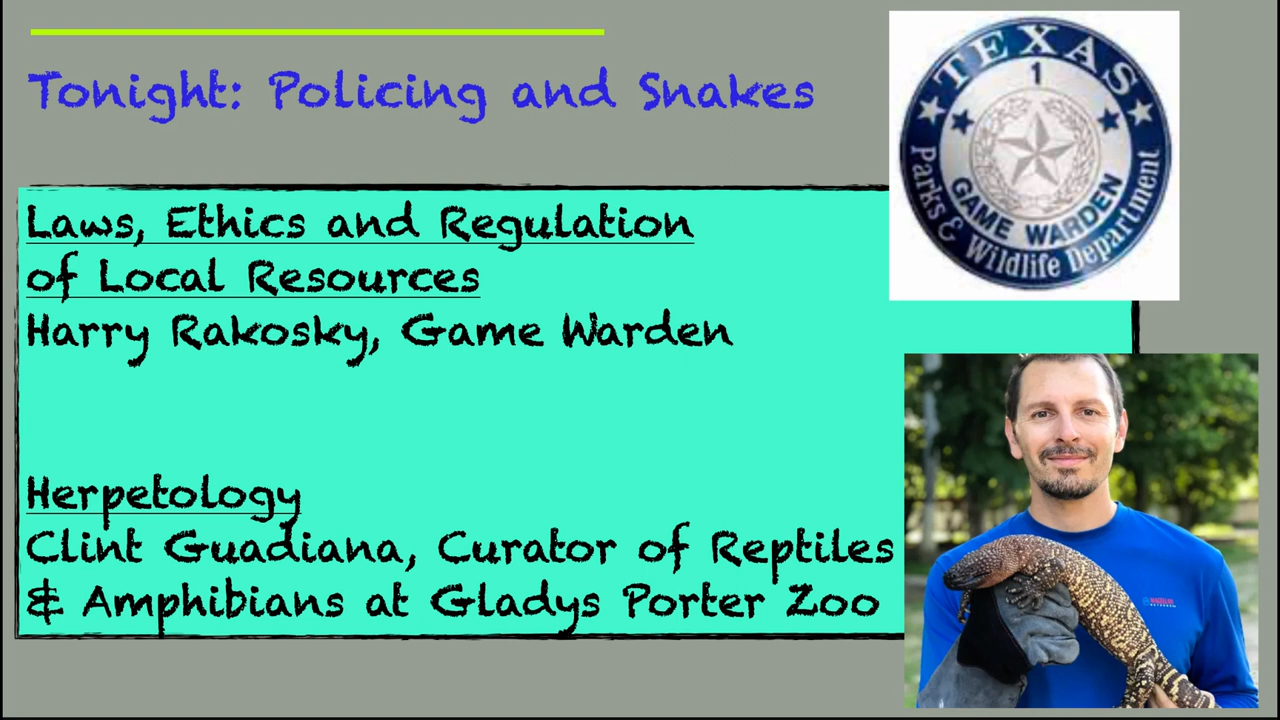 Tonight: Policing and Snakes
TEXAS
1
GAME WARDEN
Parks & Wildlife Department
Laws, Ethics and Regulation
of Local Resources
Harry Rakosky, Game Warden
Herpetology
Clint Guadiana, Curator of Reptiles
& Amphibians at Gladys Porter Zoo